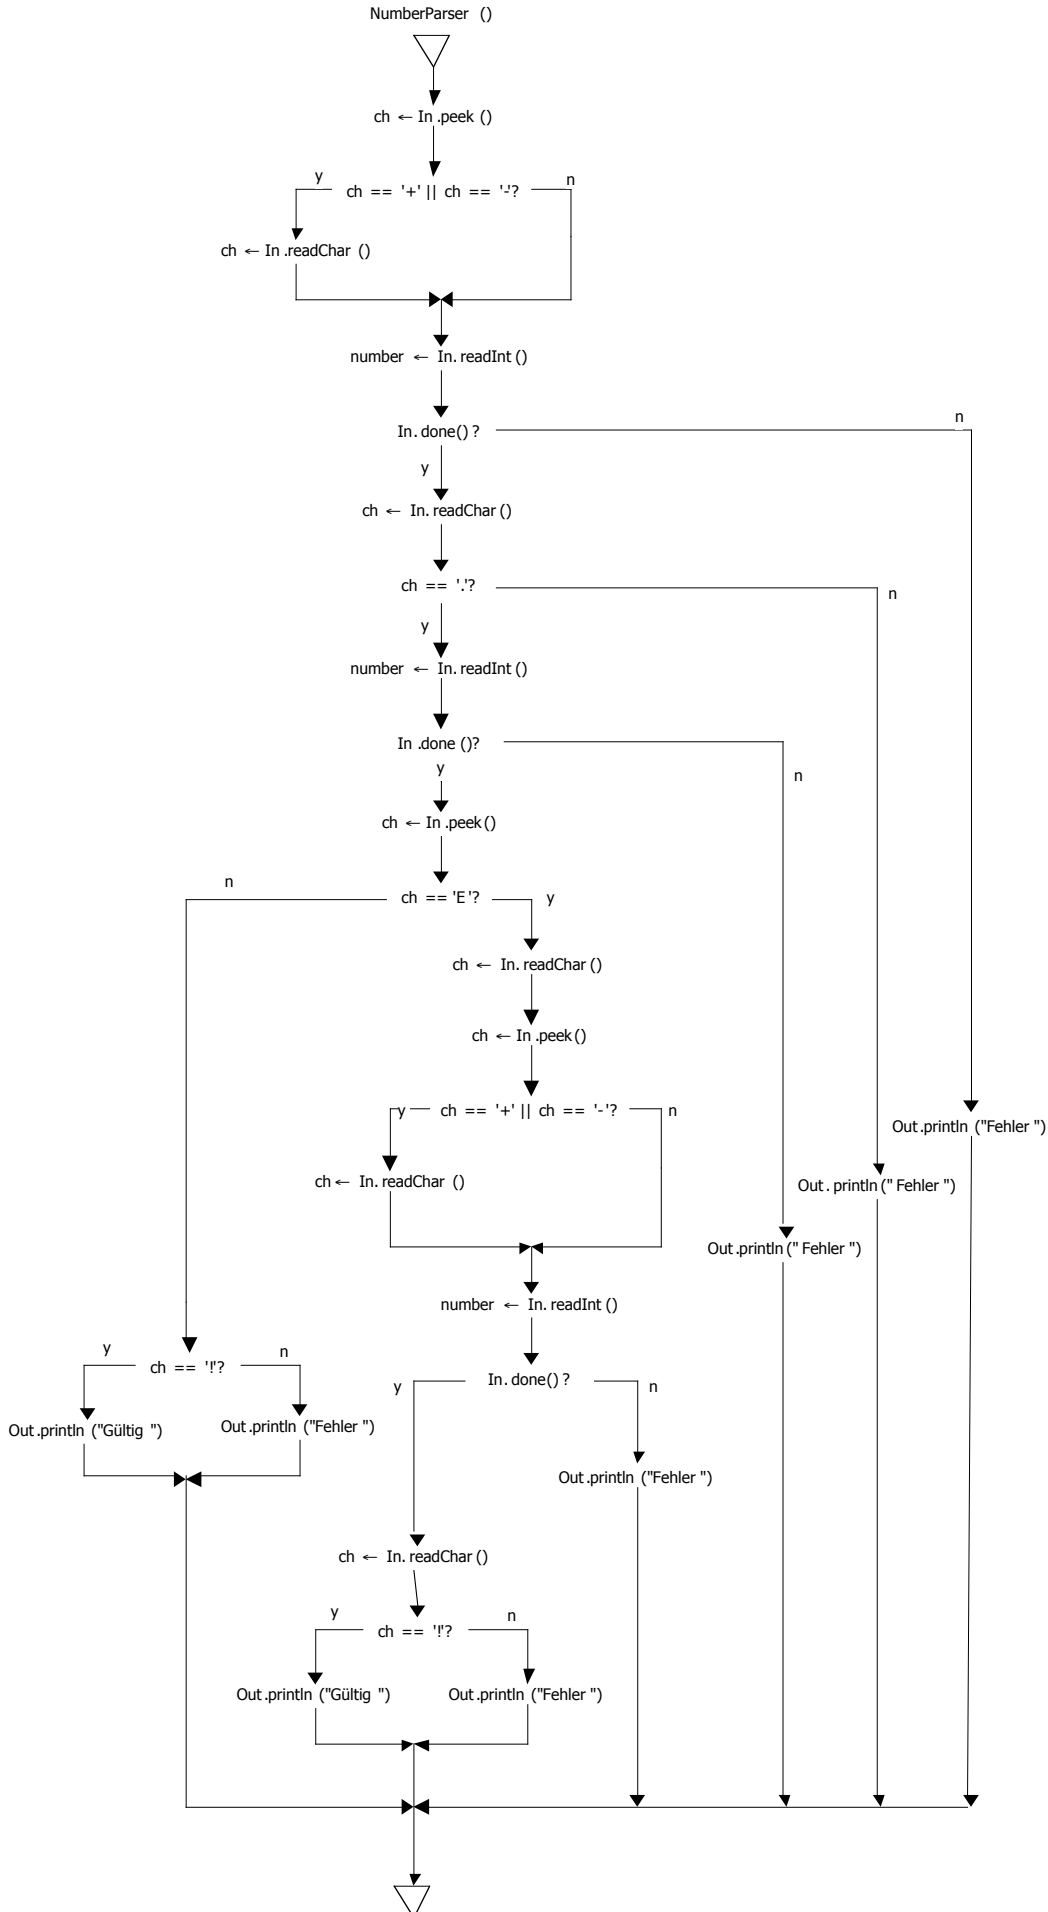 NumberParser ()
ch ← In .peek ()
y
ch == '+' || ch == '-'?
n
ch ← In .readChar ()
number ← In. readInt ()
In. done() ?
n
y
ch ← In. readChar ()
ch == '.'?
n
y
number ← In. readInt ()
In .done ()?
n
y
ch ← In .peek ()
n
ch == 'E'?
y
ch ← In. readChar ()
ch ← In .peek ()
y
ch == '+' || ch == '-'?
n
Out .println ("Fehler ")
ch ← In. readChar ()
Out . println (" Fehler ")
Out .println (" Fehler ")
number ← In. readInt ()
y
ch == '!'?
n
In. done() ?
y
n
Out .println ("Gültig ")
Out .println ("Fehler ")
Out .println ("Fehler ")
ch ← In. readChar ()
y
ch == '!'?
n
Out .println ("Gültig ")
Out .println ("Fehler ")